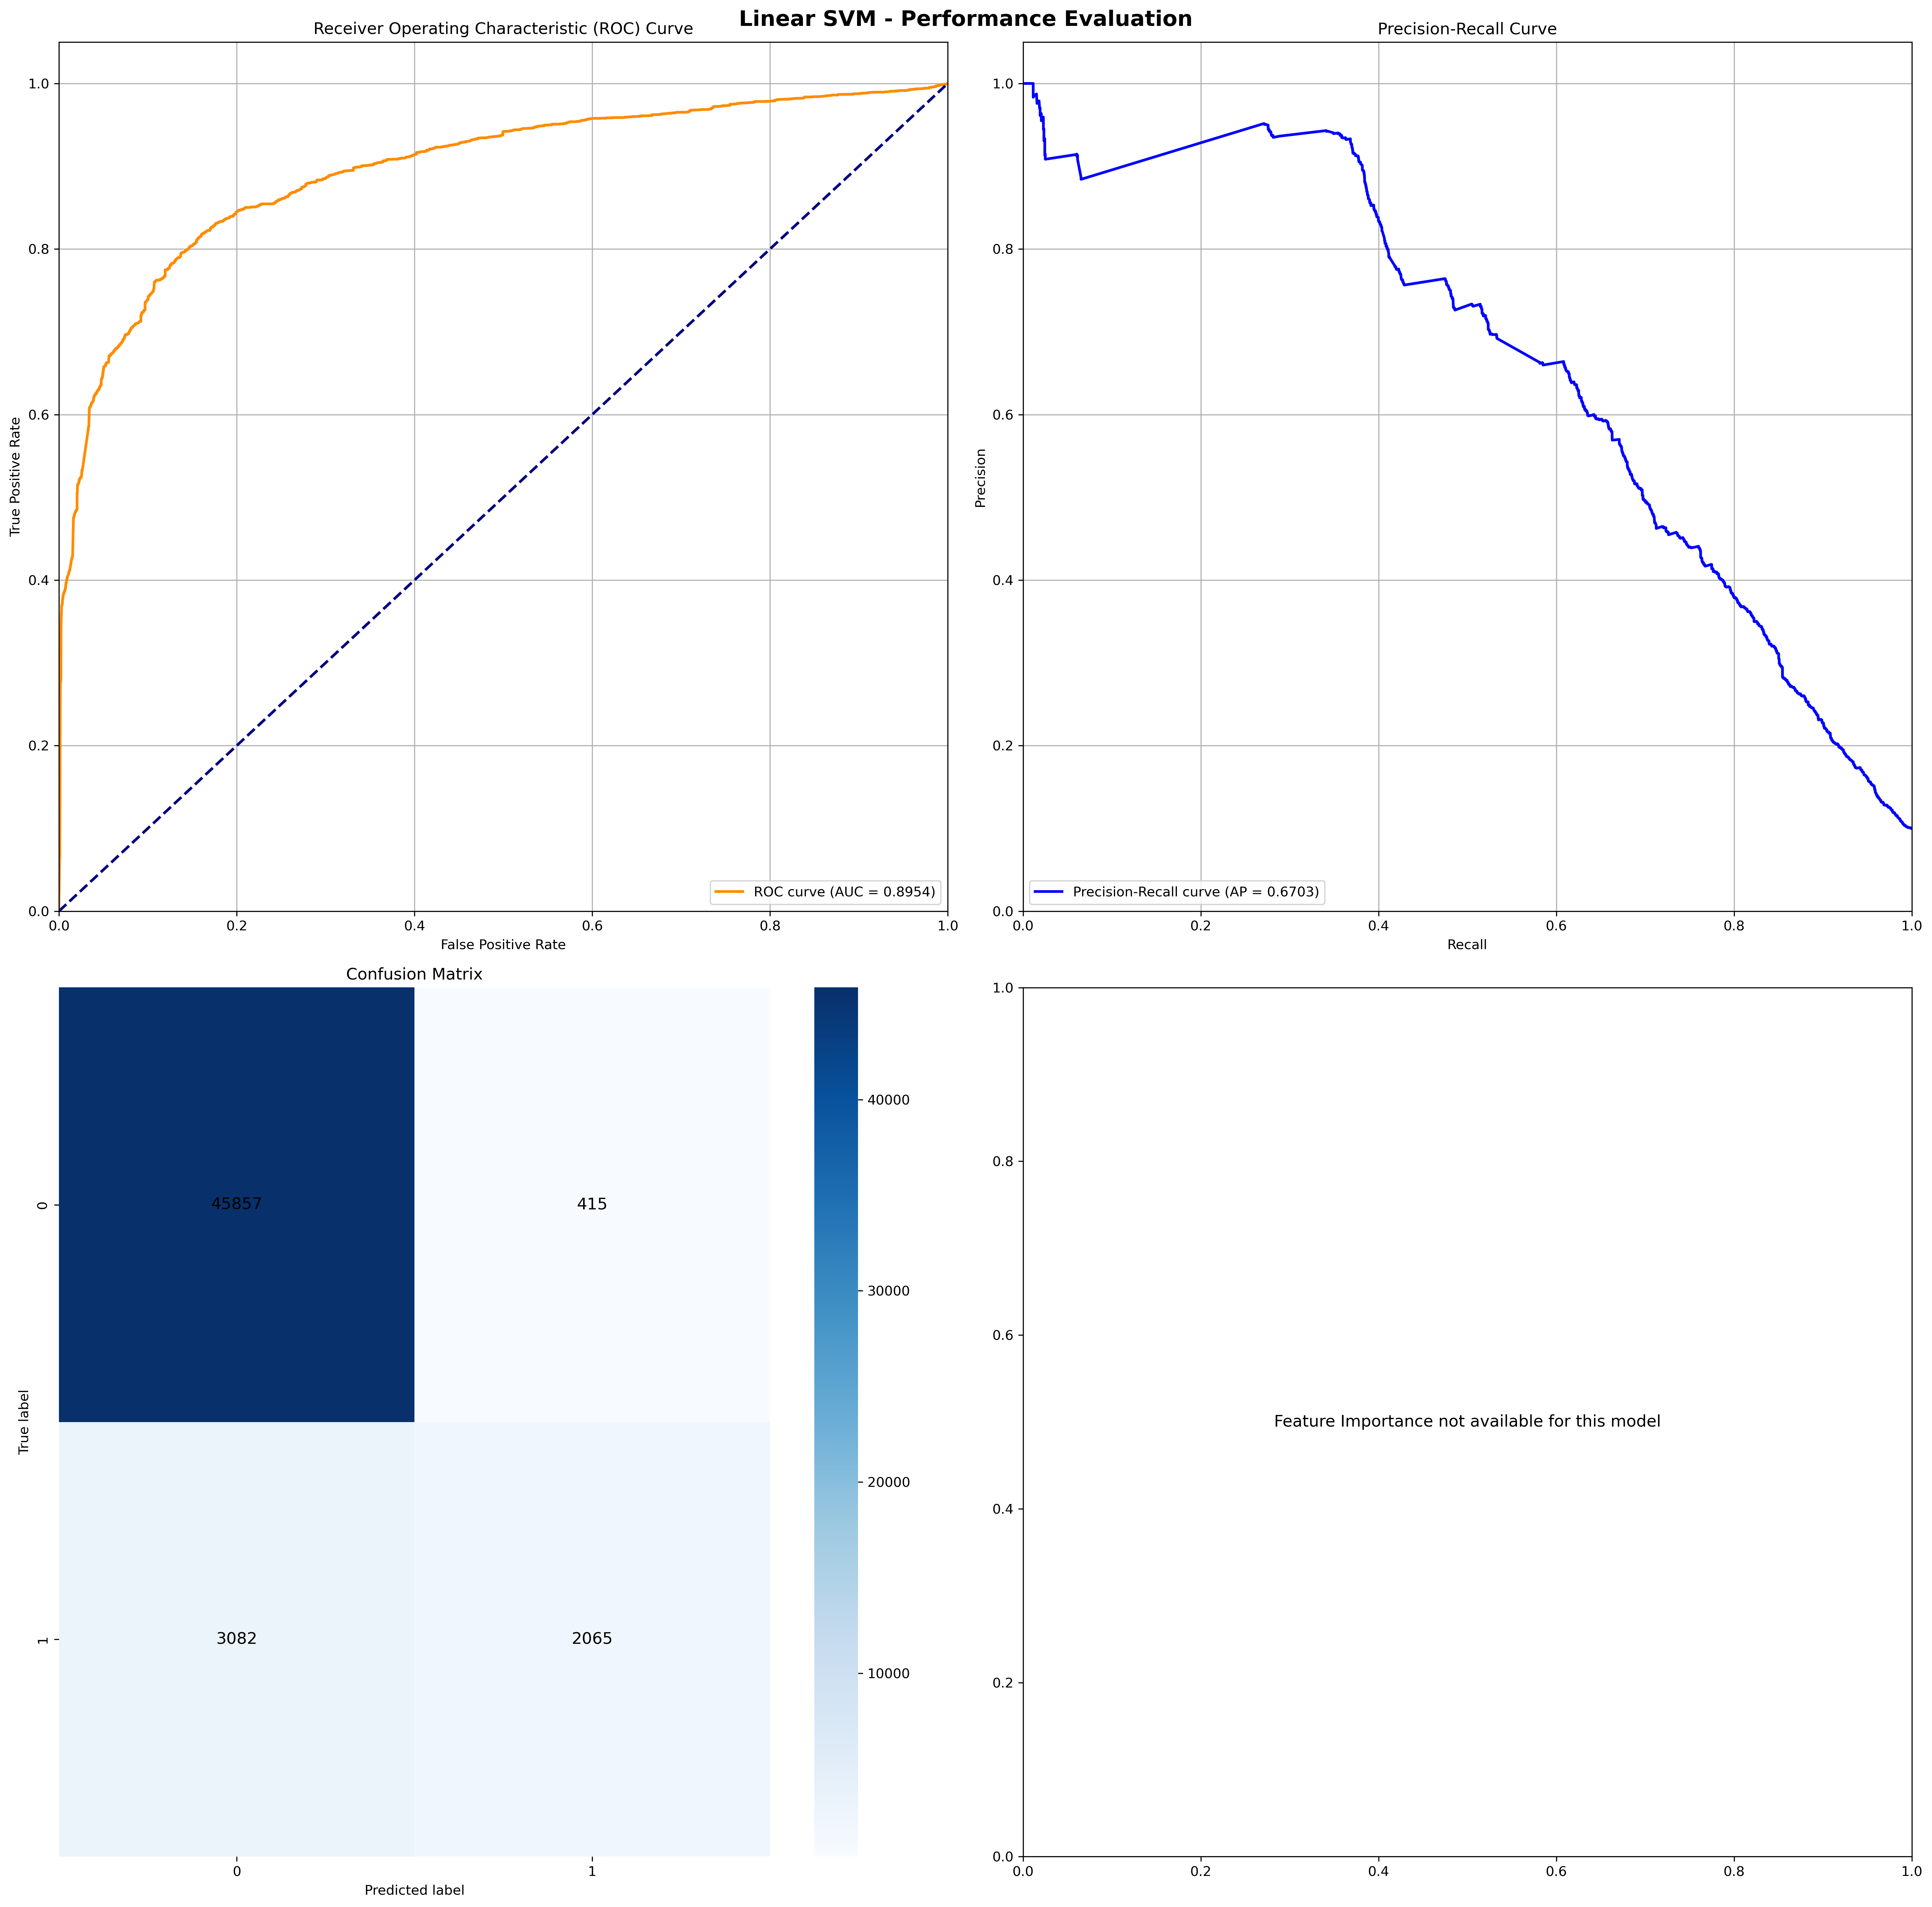 Linear SVM - Performance Evaluation
Receiver Operating Characteristic (ROC) Curve
True Positive Rate
1.0
0.8
0.6
0.4
0.2
0.0
0.0 0.2 0.4 0.6 0.8 1.0
False Positive Rate
ROC curve (AUC = 0.8954)
Precision-Recall Curve
Precision
1.0
0.8
0.6
0.4
0.2
0.0
0.0 0.2 0.4 0.6 0.8 1.0
Recall
Precision-Recall curve (AP = 0.6703)
Confusion Matrix
True label
0
1
45857 415
3082 2065
0 1
Predicted label
40000
30000
20000
10000
1.0
0.8
0.6
0.4
0.2
0.0
0.0 0.2 0.4 0.6 0.8 1.0
Feature Importance not available for this model